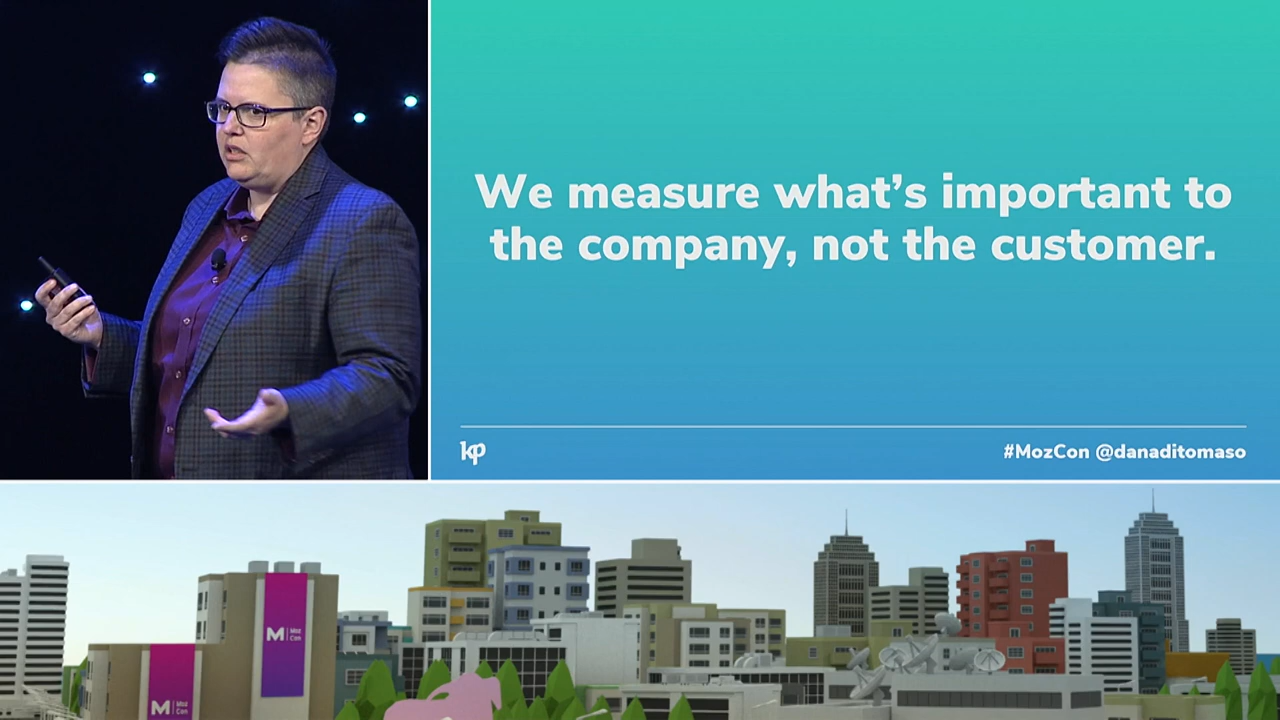 We measure what's important to
the company, not the customer.
kp
#MozCon @danaditomaso
M Moz
Con
M Moz
Con